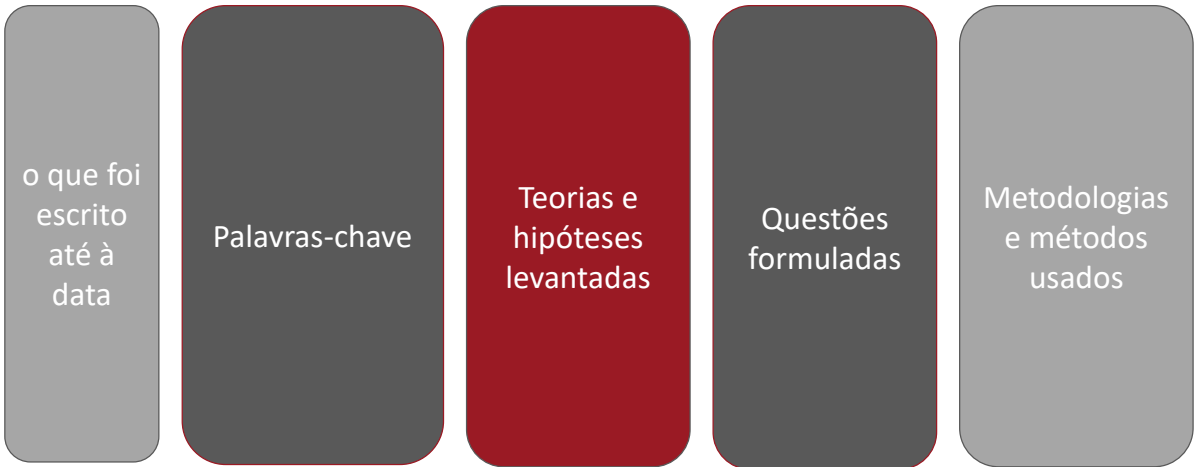 o que foi
escrito
até à
data
Palavras-chave
Teorias e
hipóteses
levantadas
Questões
formuladas
Metodologias
e métodos
usados